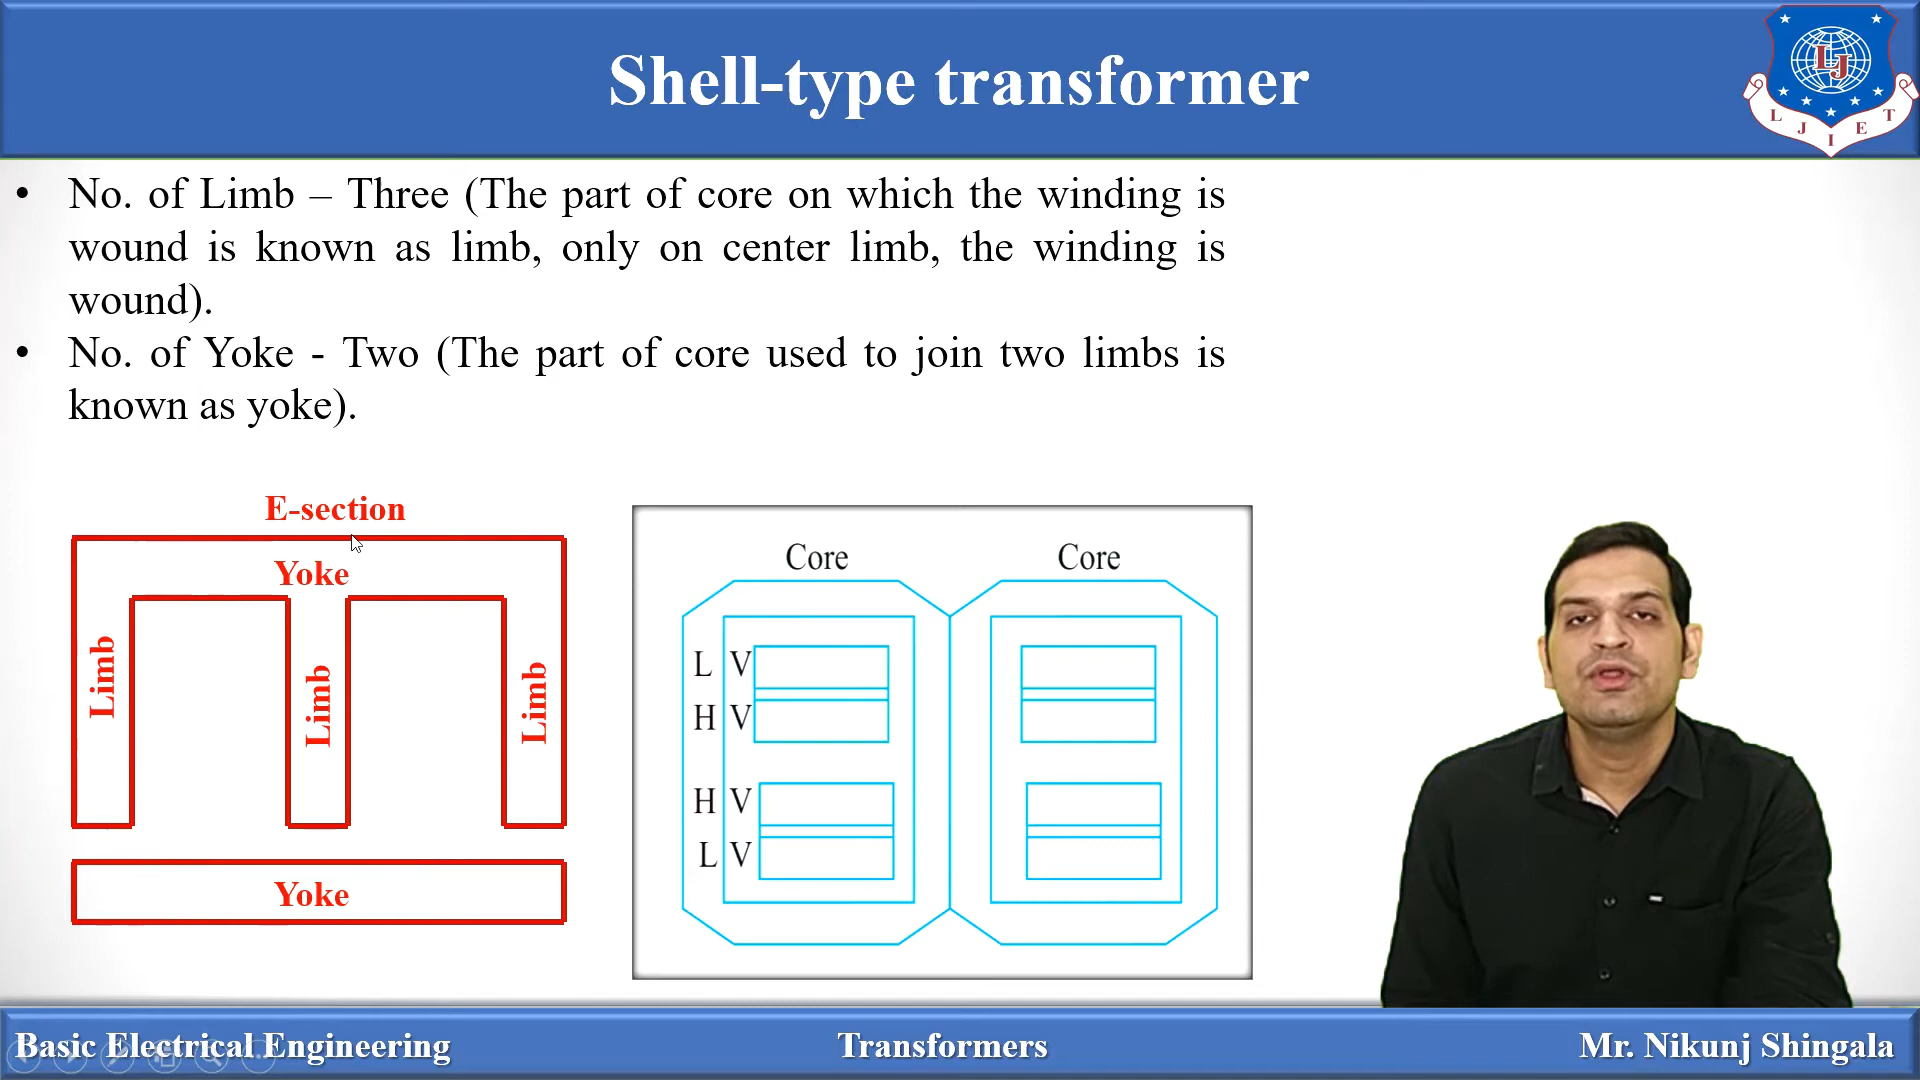 Shell-type transformer
LJ
L J I E T
• No. of Limb – Three (The part of core on which the winding is
wound is known as limb, only on center limb, the winding is
wound).
• No. of Yoke - Two (The part of core used to join two limbs is
known as yoke).
E-section
Yoke
Limb
Limb
Limb
Yoke
Core
Core
L V
H V
H V
L V
Basic Electrical Engineering
Transformers
Mr. Nikunj Shingala